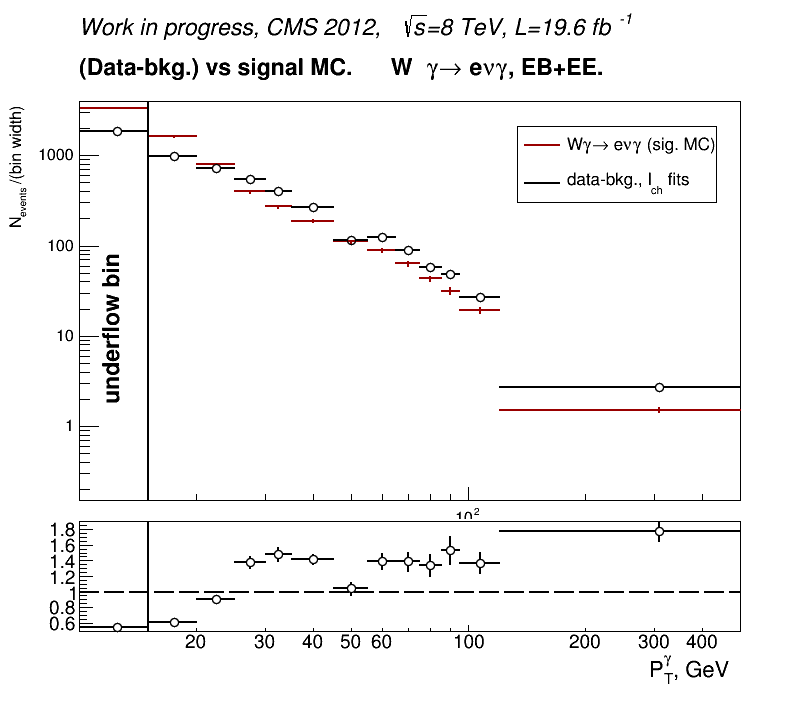 Work in progress, CMS 2012, √s=8 TeV, L=19.6 fb -1
(Data-bkg.) vs signal MC. W γ→ eνγ, EB+EE.
N events /(bin width)
1000
100
10
1
underflow bin
Wγ→ eνγ (sig. MC)
data-bkg., I ch fits
10²
1.8
1.6
1.4
1.2
1
0.8
0.6
20 30 40 50 60 100 200 300 400
P T γ, GeV